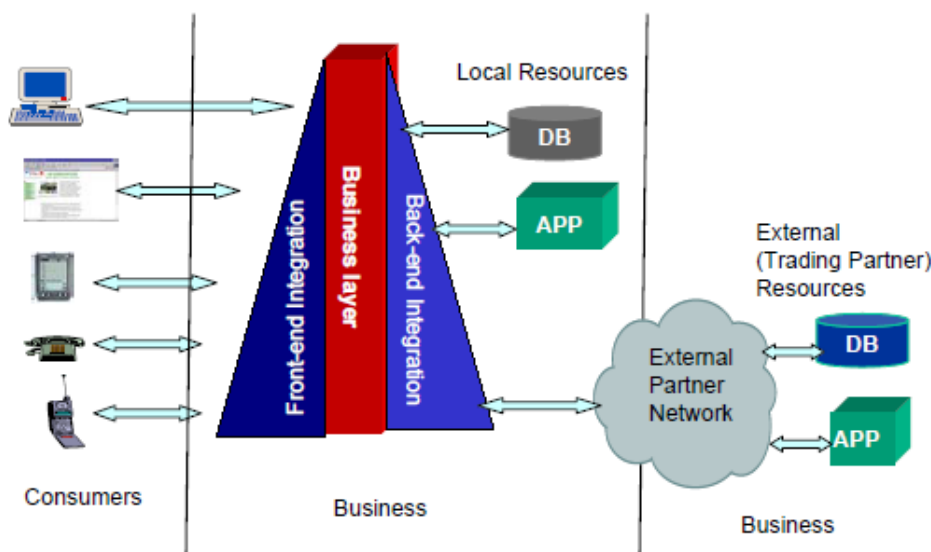 Local Resources
DB
APP
Front-end Integration
Business layer
Back-end Integration
External
(Trading Partner)
Resources
DB
APP
External
Partner
Network
Consumers
Business
Business